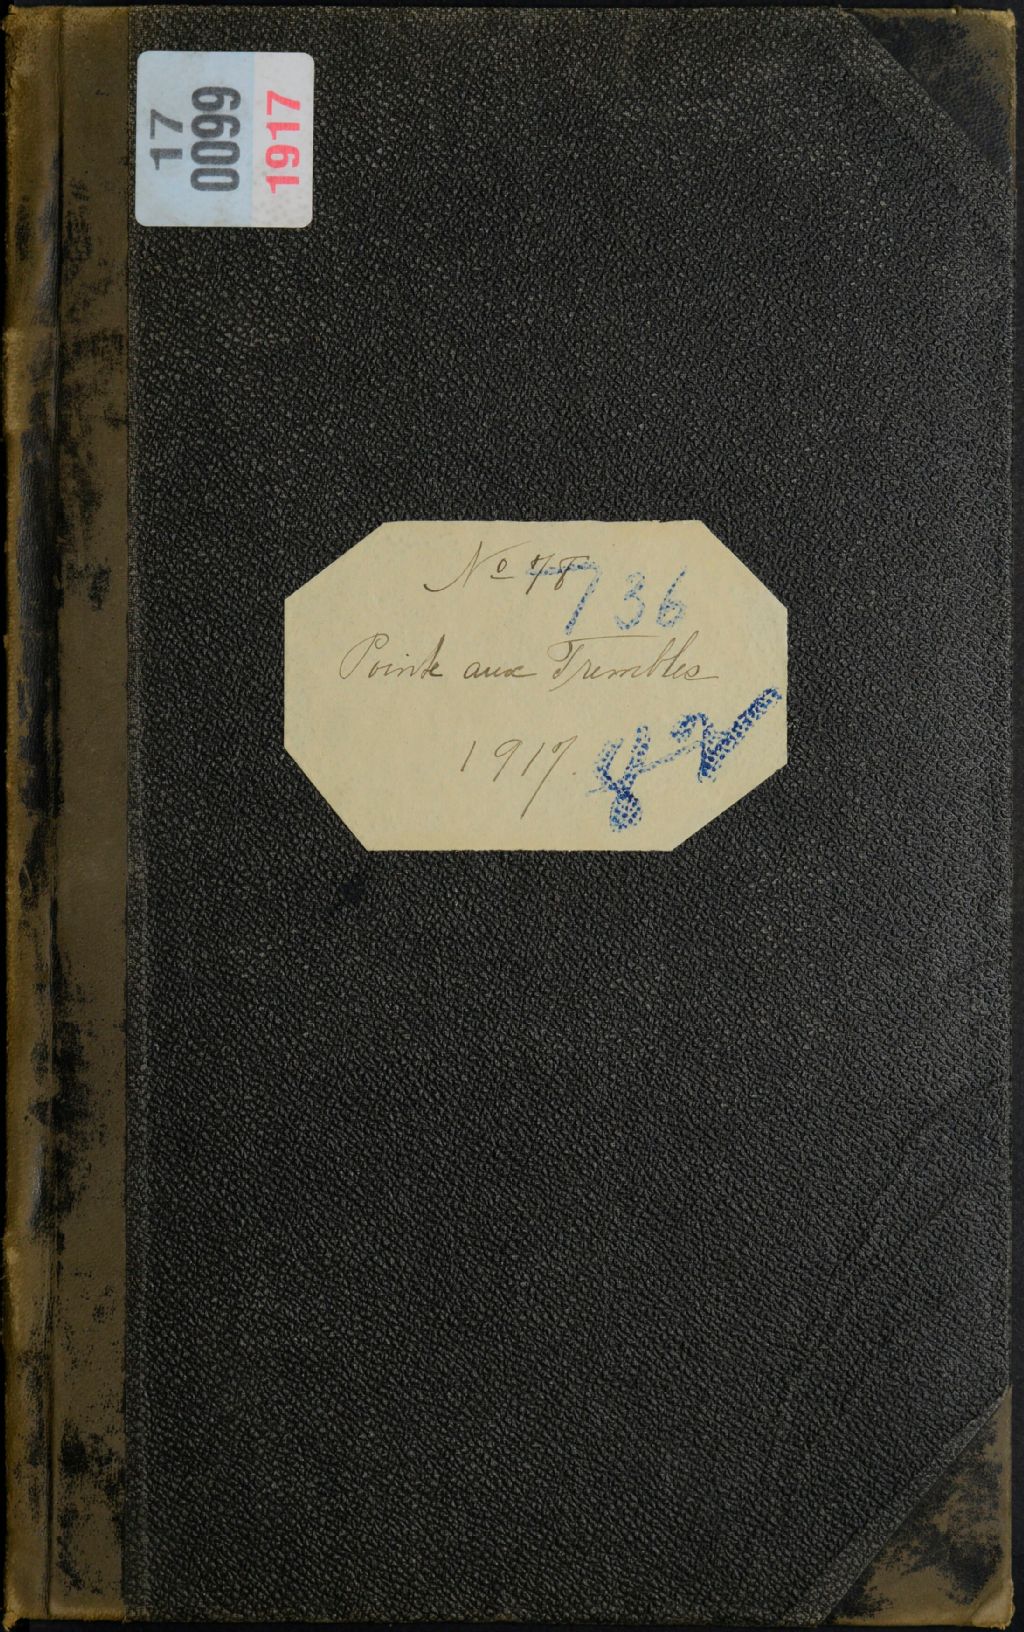 17
0099
1917
No 78
736
Pointe aux Trembles
1917.